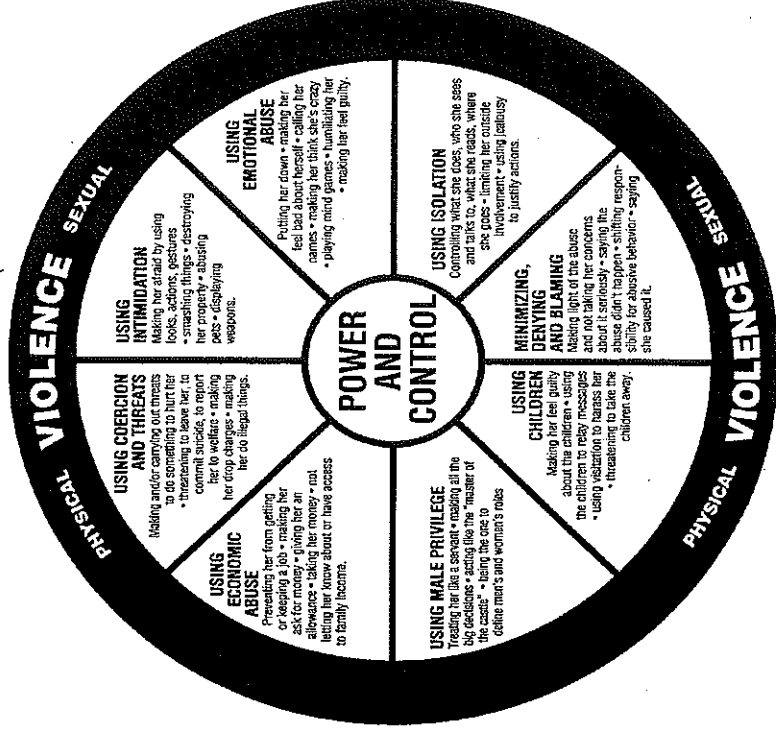 PHYSICAL VIOLENCE SEXUAL
USING COERCION
AND THREATS
Making and/or carrying out threats
to do something to hurt her
• threatening to leave her, to
commit suicide, to report
her to welfare • making
her drop charges • making
her do illegal things.
USING
INTIMIDATION
Making her afraid by using
looks, actions, gestures
• smashing things • destroying
her property • abusing
pets • displaying
weapons.
USING
EMOTIONAL
ABUSE
Putting her down • making her
feel bad about herself • calling her
names • making her think she's crazy
• playing mind games • humiliating her
• making her feel guilty.
USING ISOLATION
Controlling what she does, who she sees
and talks to, what she reads, where
she goes • limiting her outside
involvement • using jealousy
to justify actions.
MINIMIZING,
DENYING
AND BLAMING
Making light of the abuse
and not taking her concerns
about it seriously • saying the
abuse didn't happen • shifting respon-
sibility for abusive behavior • saying
she caused it.
USING
CHILDREN
Making her feel guilty
about the children • using
the children to relay messages
• using visitation to harass her
• threatening to take the
children away.
USING MALE PRIVILEGE
Treating her like a servant • making all the
big decisions • acting like the "master of
the castle" • being the one to
define men's and women's roles
USING
ECONOMIC
ABUSE
Preventing her from getting
or keeping a job • making her
ask for money • giving her an
allowance • taking her money • not
letting her know about or have access
to family income.
POWER
AND
CONTROL
PHYSICAL VIOLENCE SEXUAL